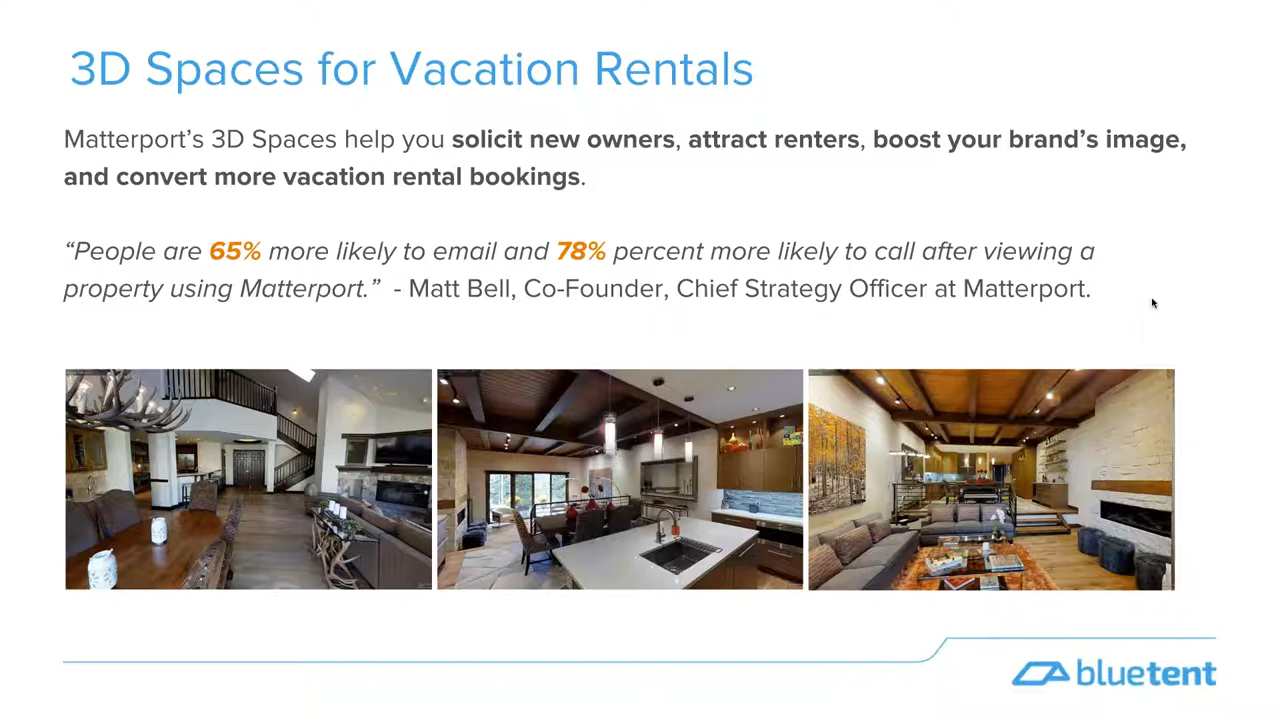 3D Spaces for Vacation Rentals
Matterport’s 3D Spaces help you solicit new owners, attract renters, boost your brand’s image,
and convert more vacation rental bookings.
“People are 65% more likely to email and 78% percent more likely to call after viewing a
property using Matterport.” - Matt Bell, Co-Founder, Chief Strategy Officer at Matterport.
bluetent